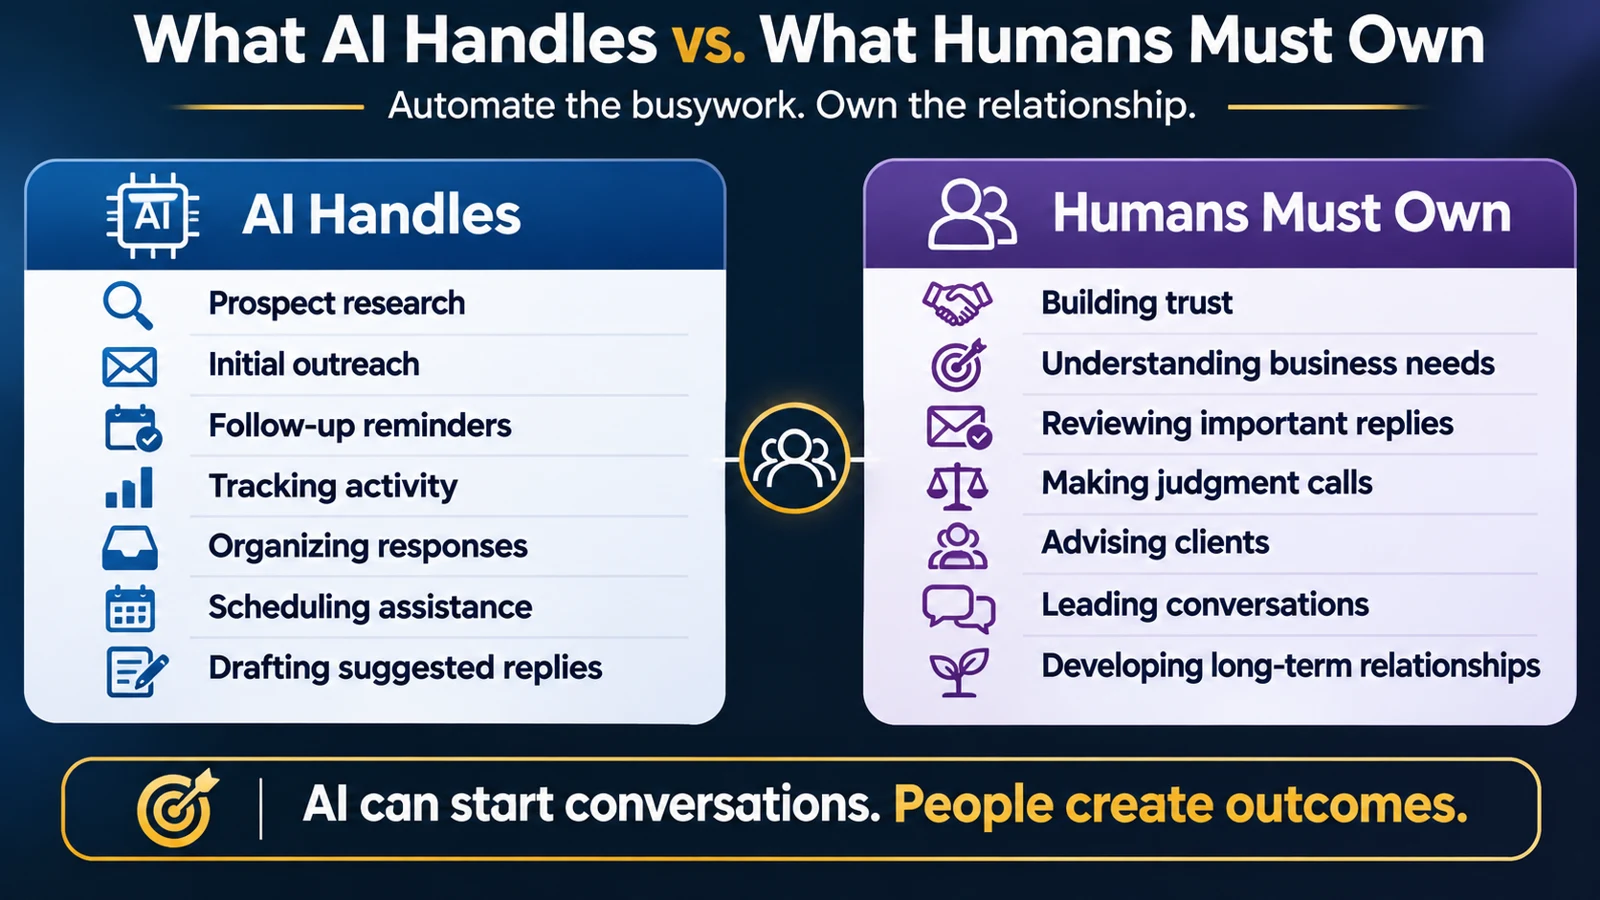 What AI Handles vs. What Humans Must Own
Automate the busywork. Own the relationship.
AI
AI Handles
Prospect research
Initial outreach
Follow-up reminders
Tracking activity
Organizing responses
Scheduling assistance
Drafting suggested replies
Humans Must Own
Building trust
Understanding business needs
Reviewing important replies
Making judgment calls
Advising clients
Leading conversations
Developing long-term relationships
AI can start conversations. People create outcomes.